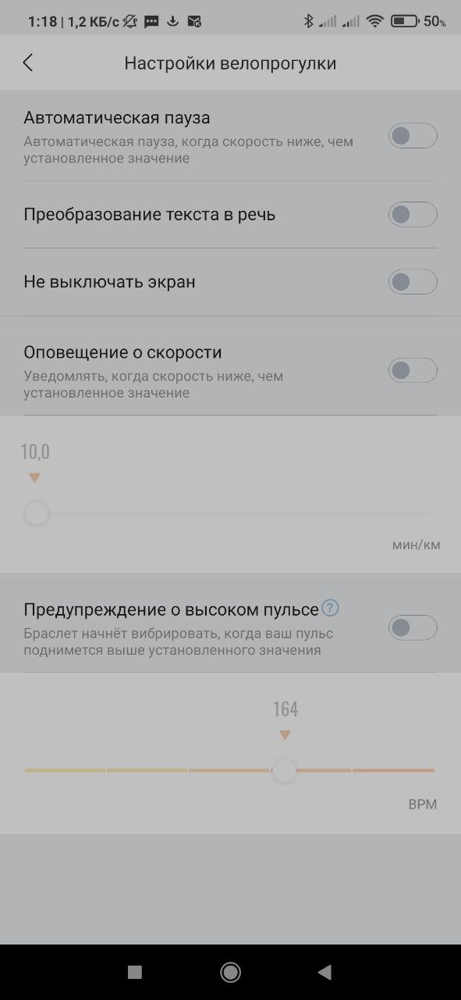 1:18 | 1,2 КБ/с 50%
Настройки велопрогулки
Автоматическая пауза
Автоматическая пауза, когда скорость ниже, чем
установленное значение
Преобразование текста в речь
Не выключать экран
Оповещение о скорости
Уведомлять, когда скорость ниже, чем
установленное значение
10,0
мин/км
Предупреждение о высоком пульсе ?
Браслет начнёт вибрировать, когда ваш пульс
поднимется выше установленного значения
164
BPM